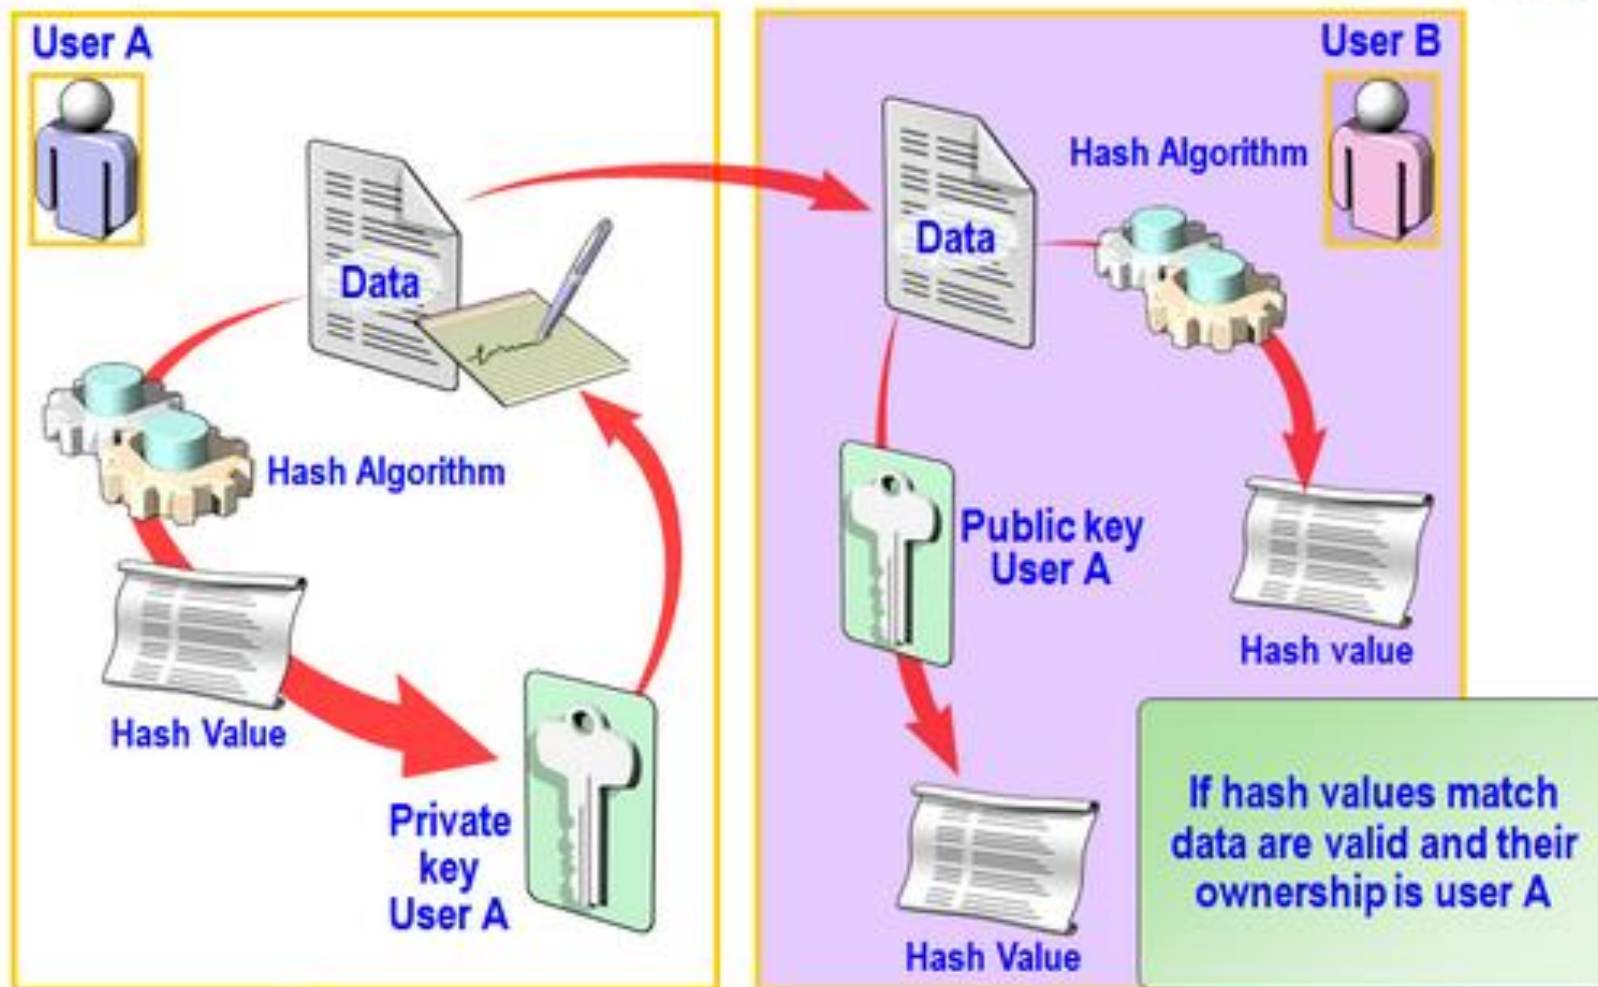 User A
Data
Hash Algorithm
Hash Value
Private
key
User A
User B
Hash Algorithm
Data
Public key
User A
Hash value
Hash Value
If hash values match
data are valid and their
ownership is user A